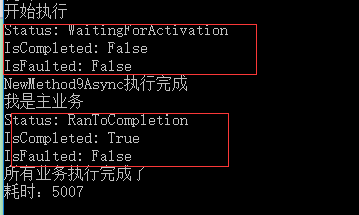 开始执行
Status: WaitingForActivation
IsCompleted: False
IsFaulted: False
NewMethod9Async执行完成
我是主业务
Status: RanToCompletion
IsCompleted: True
IsFaulted: False
所有业务执行完成了
耗时：5007